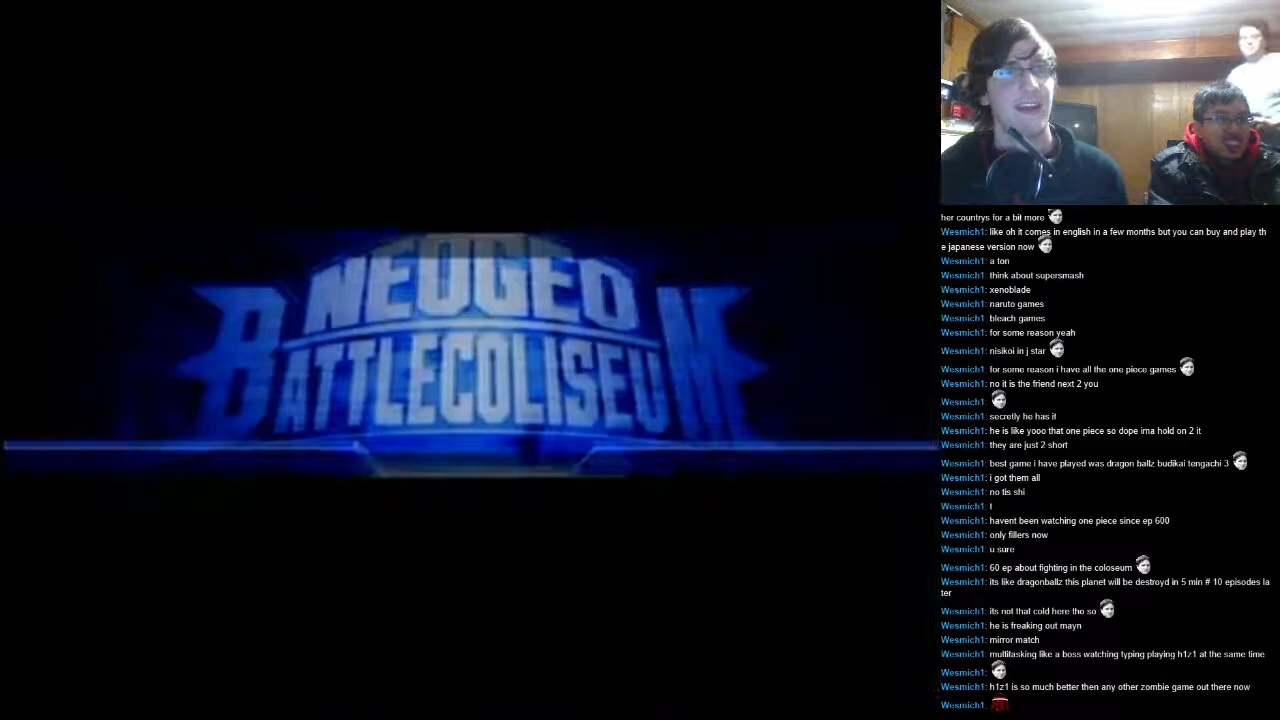 NEOGEO
BATTLECOLISEUM
her countrys for a bit more
Wesmich1: like oh it comes in english in a few months but you can buy and play th
e japanese version now
Wesmich1: a ton
Wesmich1: think about supersmash
Wesmich1: xenoblade
Wesmich1: naruto games
Wesmich1: bleach games
Wesmich1: for some reason yeah
Wesmich1: nisikoi in j star
Wesmich1: for some reason i have all the one piece games
Wesmich1: no it is the friend next 2 you
Wesmich1:
Wesmich1: secretly he has it
Wesmich1: he is like yooo that one piece so dope ima hold on 2 it
Wesmich1: they are just 2 short
Wesmich1: best game i have played was dragon ballz budikai tengachi 3
Wesmich1: i got them all
Wesmich1: no tis shi
Wesmich1: t
Wesmich1: havent been watching one piece since ep 600
Wesmich1: only fillers now
Wesmich1: u sure
Wesmich1: 60 ep about fighting in the coloseum
Wesmich1: its like dragonballz this planet will be destroyd in 5 min # 10 episodes la
ter
Wesmich1: its not that cold here tho so
Wesmich1: he is freaking out mayn
Wesmich1: mirror match
Wesmich1: multitasking like a boss watching typing playing h1z1 at the same time
Wesmich1:
Wesmich1: h1z1 is so much better then any other zombie game out there now
Wesmich1: